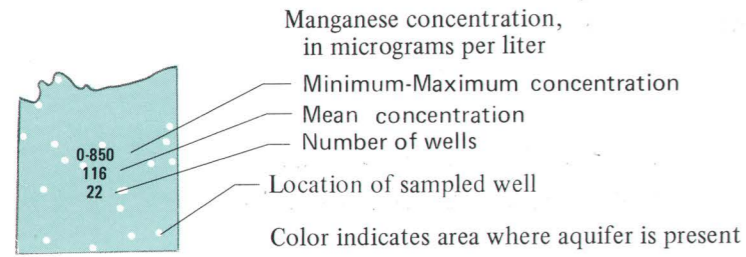 Manganese concentration,
in micrograms per liter
Minimum-Maximum concentration
Mean concentration
Number of wells
0-850
116
22
Location of sampled well
Color indicates area where aquifer is present